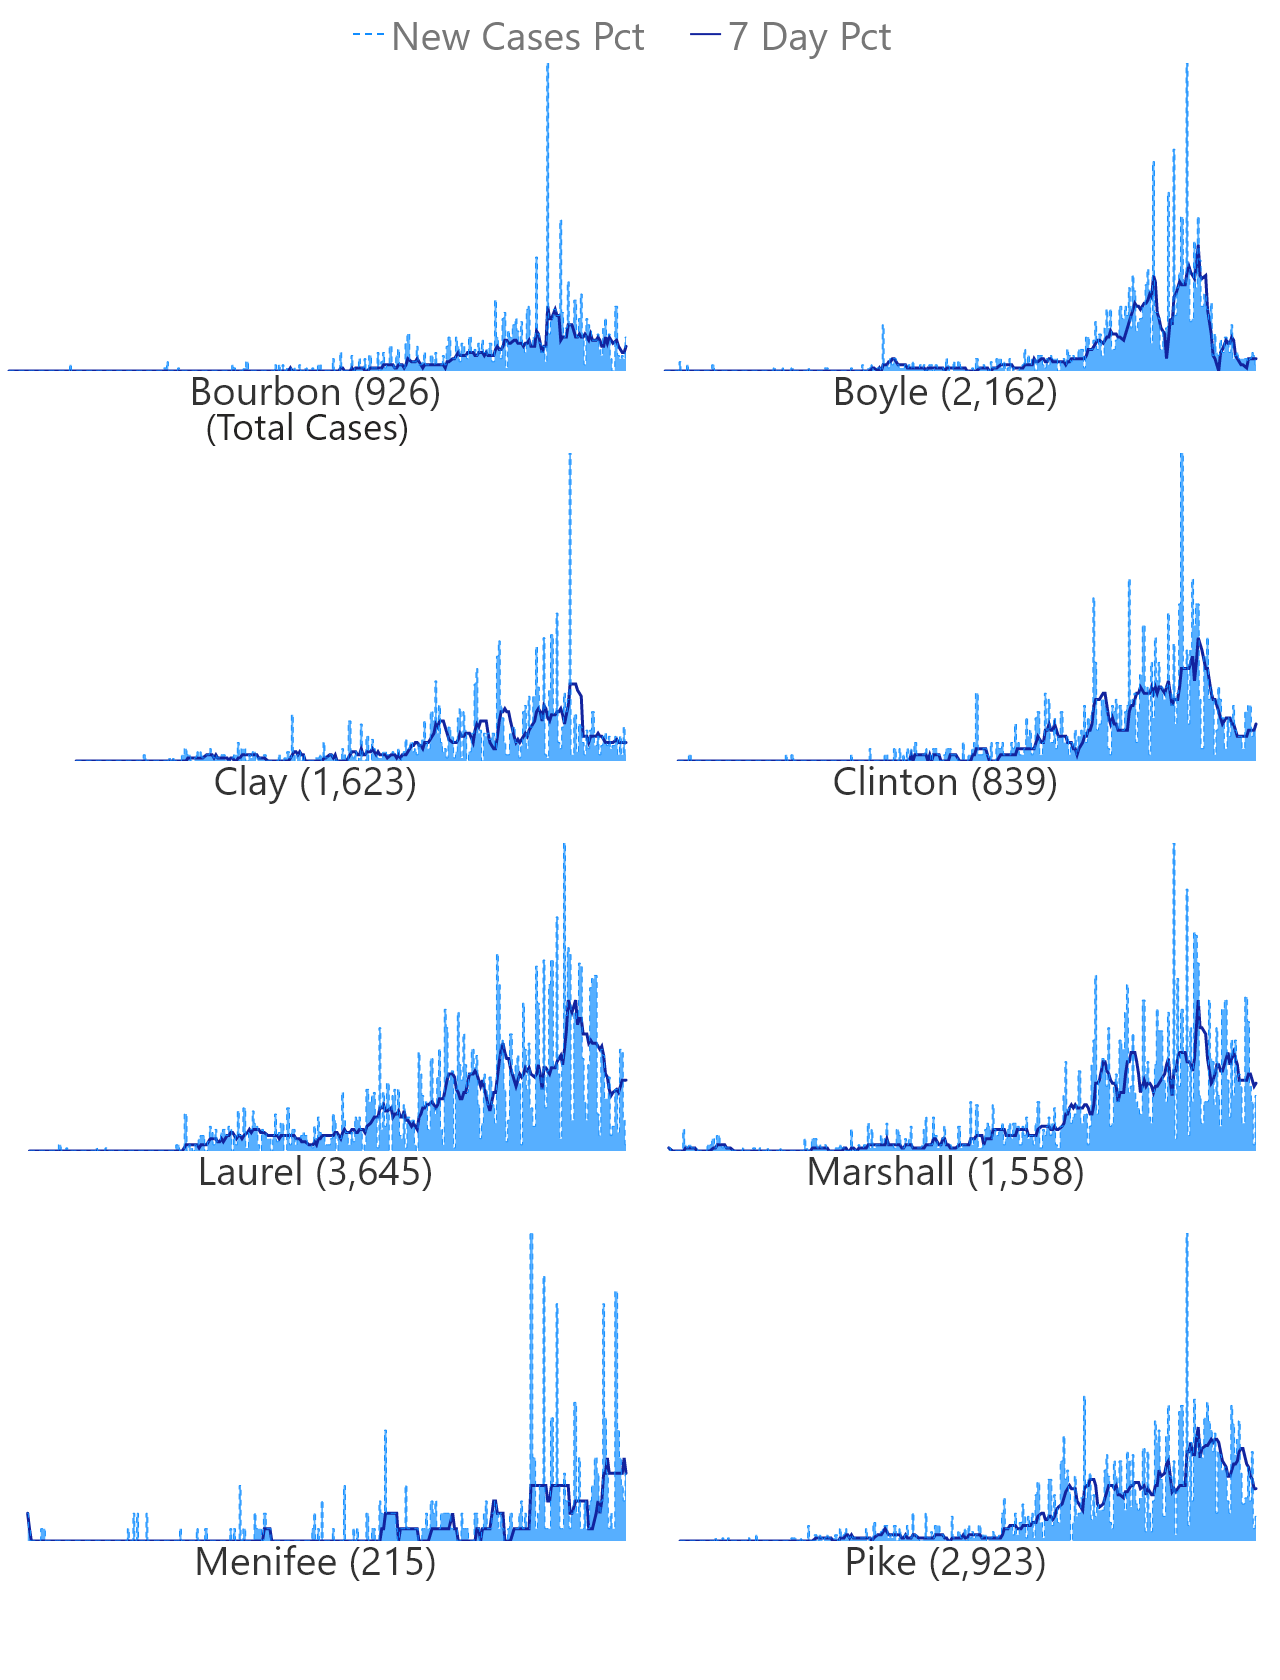 New Cases Pct 7 Day Pct
Bourbon (926) Boyle (2,162)
(Total Cases)
Clay (1,623) Clinton (839)
Laurel (3,645) Marshall (1,558)
Menifee (215) Pike (2,923)